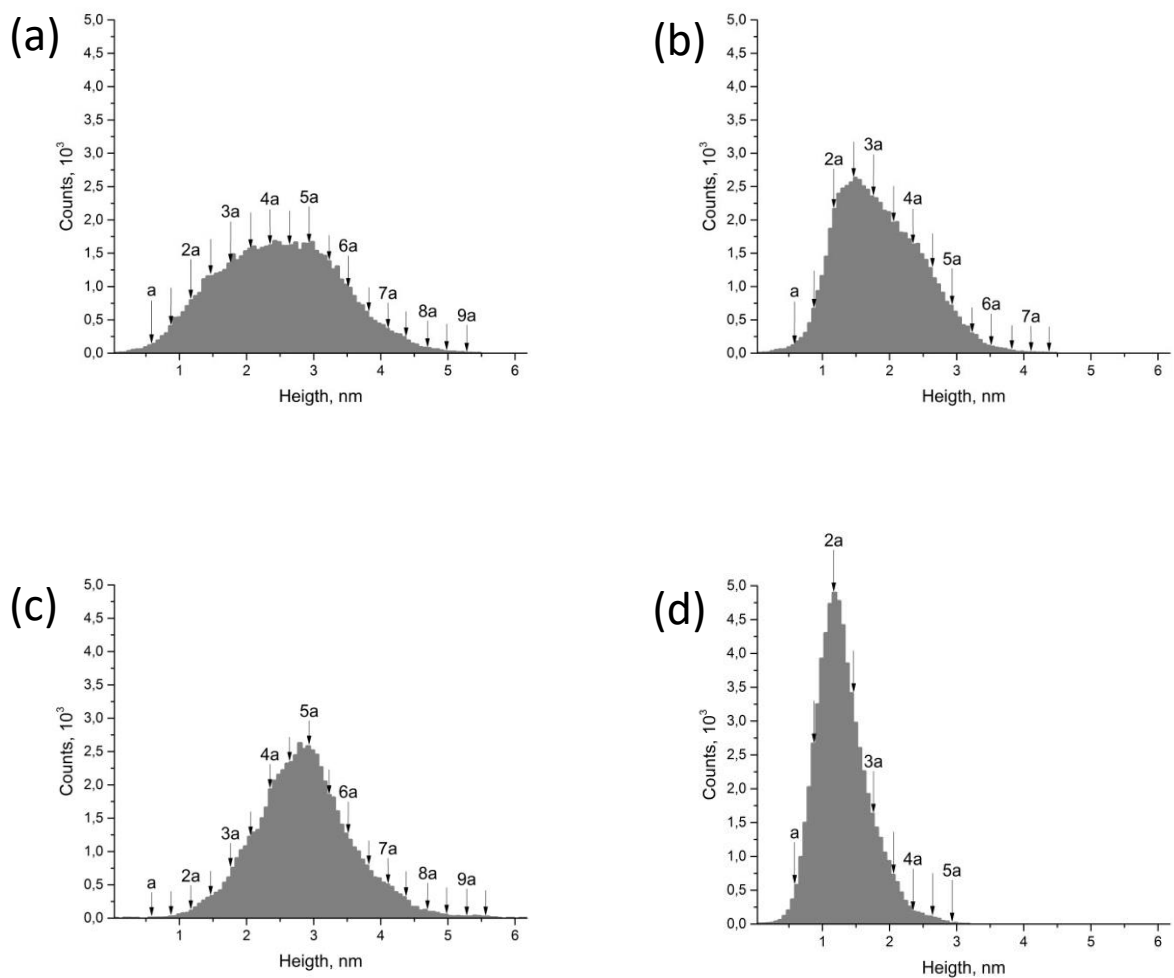 (a)
5,0
4,5
4,0
3,5
3,0
2,5
2,0
1,5
1,0
0,5
0,0
Counts, 10³
a
2a
3a
4a
5a
6a
7a
8a
9a
1 2 3 4 5 6
Heigth, nm
(b)
5,0
4,5
4,0
3,5
3,0
2,5
2,0
1,5
1,0
0,5
0,0
Counts, 10³
a
2a
3a
4a
5a
6a
7a
1 2 3 4 5 6
Heigth, nm
(c)
5,0
4,5
4,0
3,5
3,0
2,5
2,0
1,5
1,0
0,5
0,0
Counts, 10³
a
2a
3a
4a
5a
6a
7a
8a
9a
1 2 3 4 5 6
Heigth, nm
(d)
5,0
4,5
4,0
3,5
3,0
2,5
2,0
1,5
1,0
0,5
0,0
Counts, 10³
a
2a
3a
4a
5a
1 2 3 4 5 6
Heigth, nm